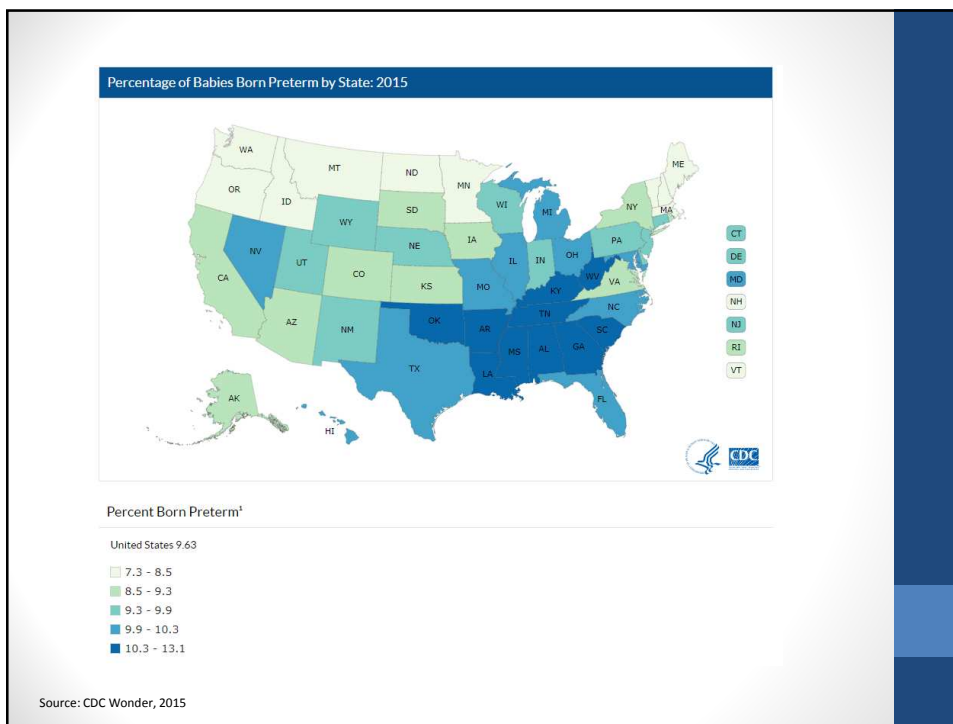 Percentage of Babies Born Preterm by State: 2015
WA
MT
ND
MN
ME
OR
ID
SD
WI
MI
NY
MA
WY
IA
PA
NV
NE
IL
IN
OH
UT
CO
KS
MO
WV
VA
CA
KY
NC
AZ
NM
OK
AR
TN
SC
MS
AL
GA
TX
LA
FL
AK
HI
CT
DE
MD
NH
NJ
RI
VT
CDC
Percent Born Preterm¹
United States 9.63
7.3 - 8.5
8.5 - 9.3
9.3 - 9.9
9.9 - 10.3
10.3 - 13.1
Source: CDC Wonder, 2015